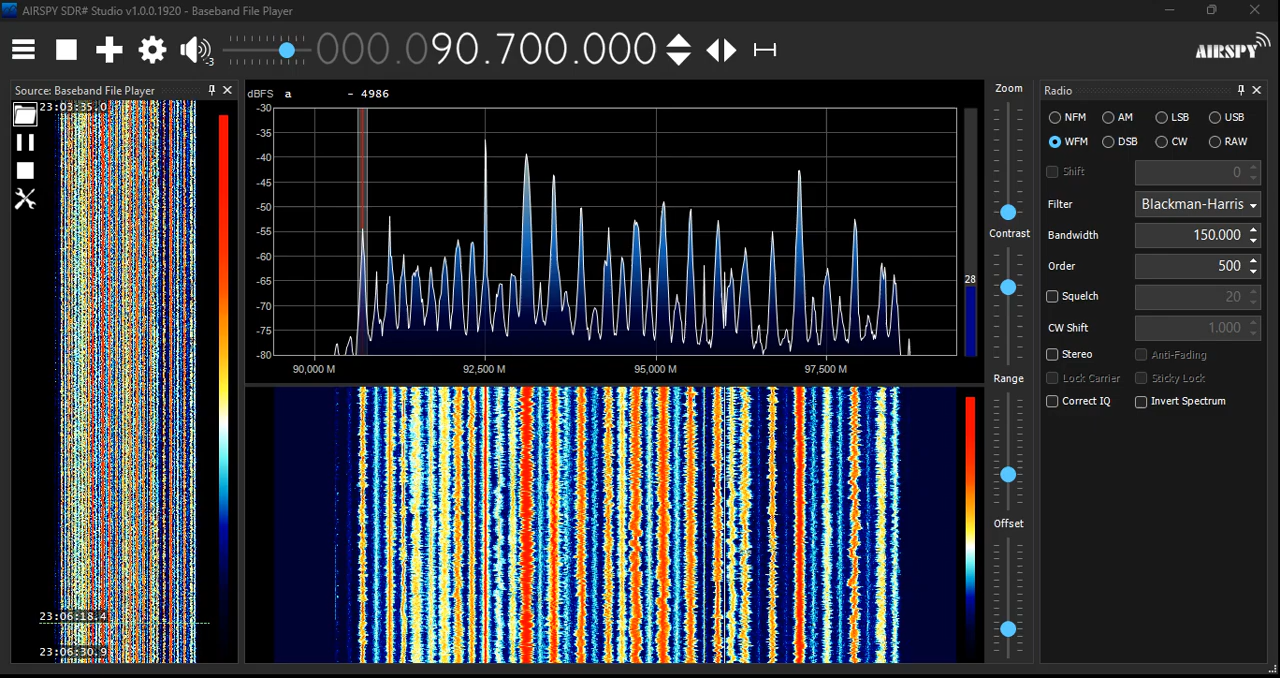 AIRSPY SDR# Studio v1.0.0.1920 - Baseband File Player
-3
000.090.700.000
AIRSPY
Source: Baseband File Player
23:03:35.0
23:06:18.4
23:06:30.9
dBFS a - 4986
-30
-35
-40
-45
-50
-55
-60
-65
-70
-75
-80
90,000 M
92,500 M
95,000 M
97,500 M
28
Zoom
Contrast
Range
Offset
Radio
NFM AM LSB USB
WFM DSB CW RAW
Shift 0
Filter Blackman-Harris
Bandwidth 150.000
Order 500
Squelch 20
CW Shift 1.000
Stereo Anti-Fading
Lock Carrier Sticky Lock
Correct IQ Invert Spectrum